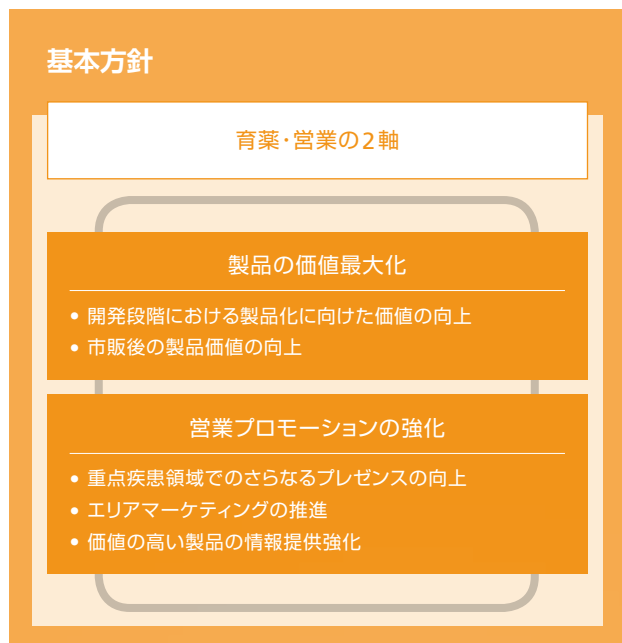 基本方針
育薬・営業の2軸
製品の価値最大化
• 開発段階における製品化に向けた価値の向上
• 市販後の製品価値の向上
営業プロモーションの強化
• 重点疾患領域でのさらなるプレゼンスの向上
• エリアマーケティングの推進
• 価値の高い製品の情報提供強化